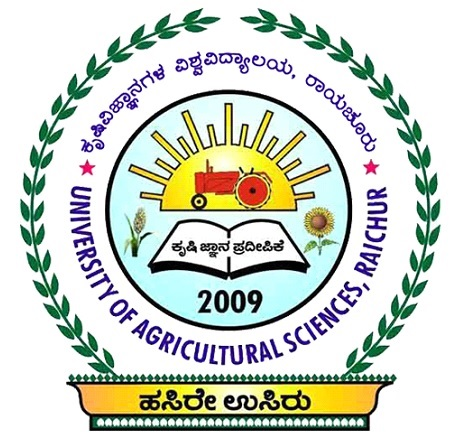 ಕೃಷಿವಿಜ್ಞಾನಗಳ ವಿಶ್ವವಿದ್ಯಾಲಯ, ರಾಯಚೂರು
ಕೃಷಿ ಜ್ಞಾನ ಪ್ರದೀಪಿಕೆ
2009
UNIVERSITY OF AGRICULTURAL SCIENCES, RAICHUR
ಹಸಿರೇ ಉಸಿರು